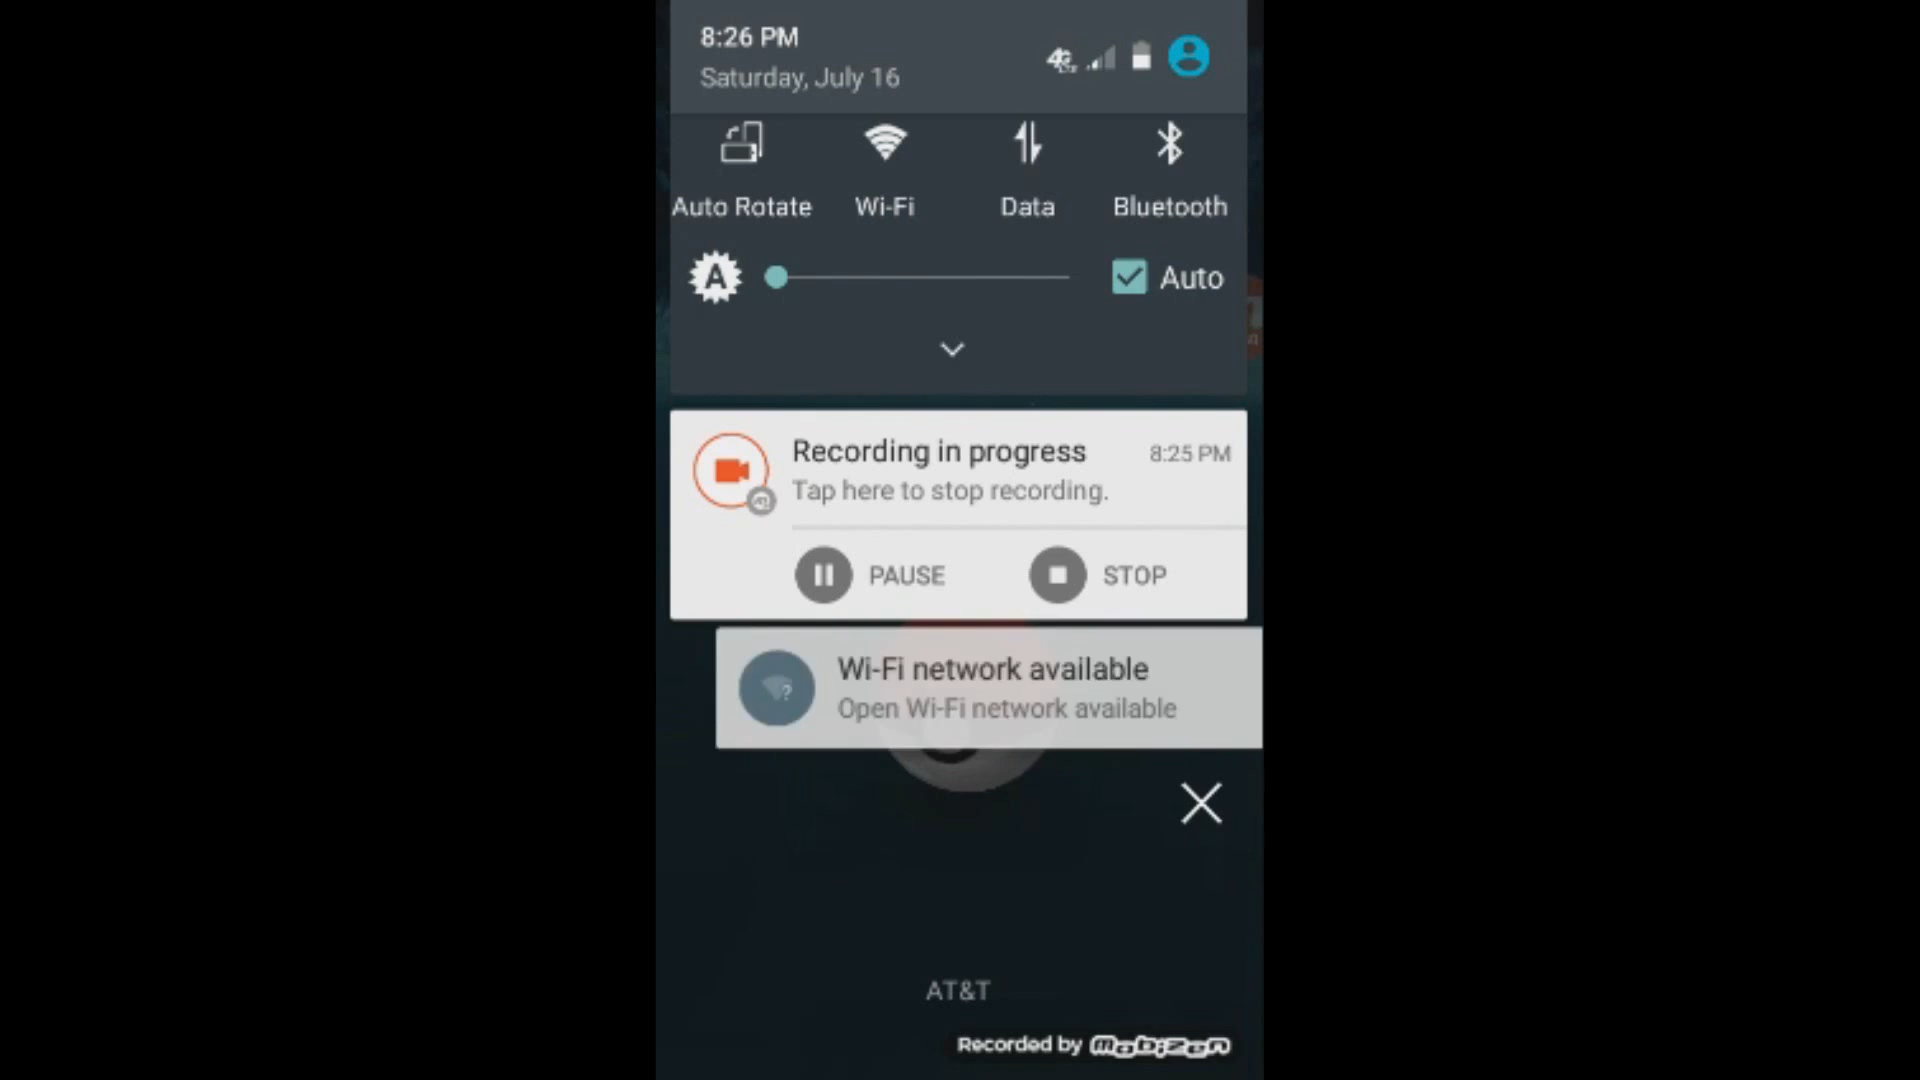 8:26 PM
Saturday, July 16
4G LTE
Auto Rotate Wi-Fi Data Bluetooth
A Auto
Recording in progress 8:25 PM
Tap here to stop recording.
PAUSE STOP
Wi-Fi network available
?
Open Wi-Fi network available
AT&T
Recorded by mobizen